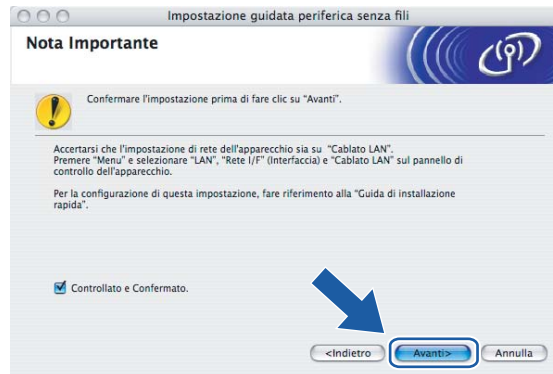 Impostazione guidata periferica senza fili
Nota Importante
Confermare l'impostazione prima di fare clic su "Avanti".
Accertarsi che l'impostazione di rete dell'apparecchio sia su "Cablato LAN".
Premere "Menu" e selezionare "LAN", "Rete I/F" (Interfaccia) e "Cablato LAN" sul pannello di
controllo dell'apparecchio.
Per la configurazione di questa impostazione, fare riferimento alla "Guida di installazione
rapida".
Controllato e Confermato.
<Indietro Avanti> Annulla